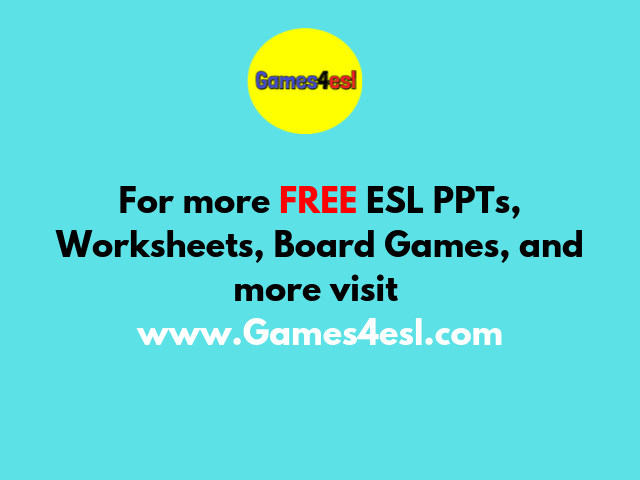 Games4esl
For more FREE ESL PPTs,
Worksheets, Board Games, and
more visit
www.Games4esl.com